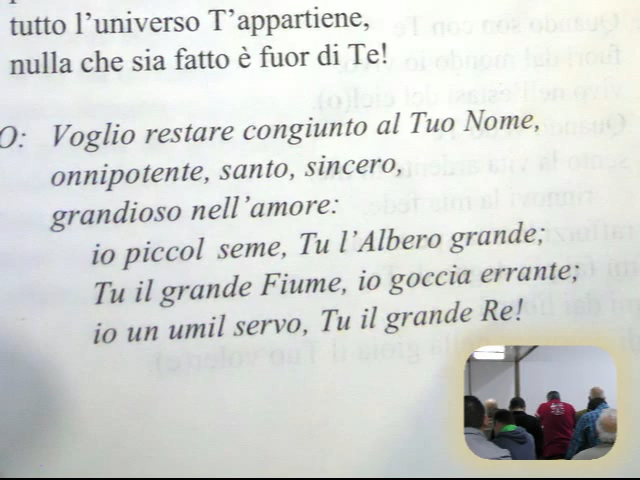 tutto l'universo T'appartiene,
nulla che sia fatto è fuor di Te!
O: Voglio restare congiunto al Tuo Nome,
onnipotente, santo, sincero,
grandioso nell'amore:
io piccol seme, Tu l'Albero grande;
Tu il grande Fiume, io goccia errante;
io un umil servo, Tu il grande Re!